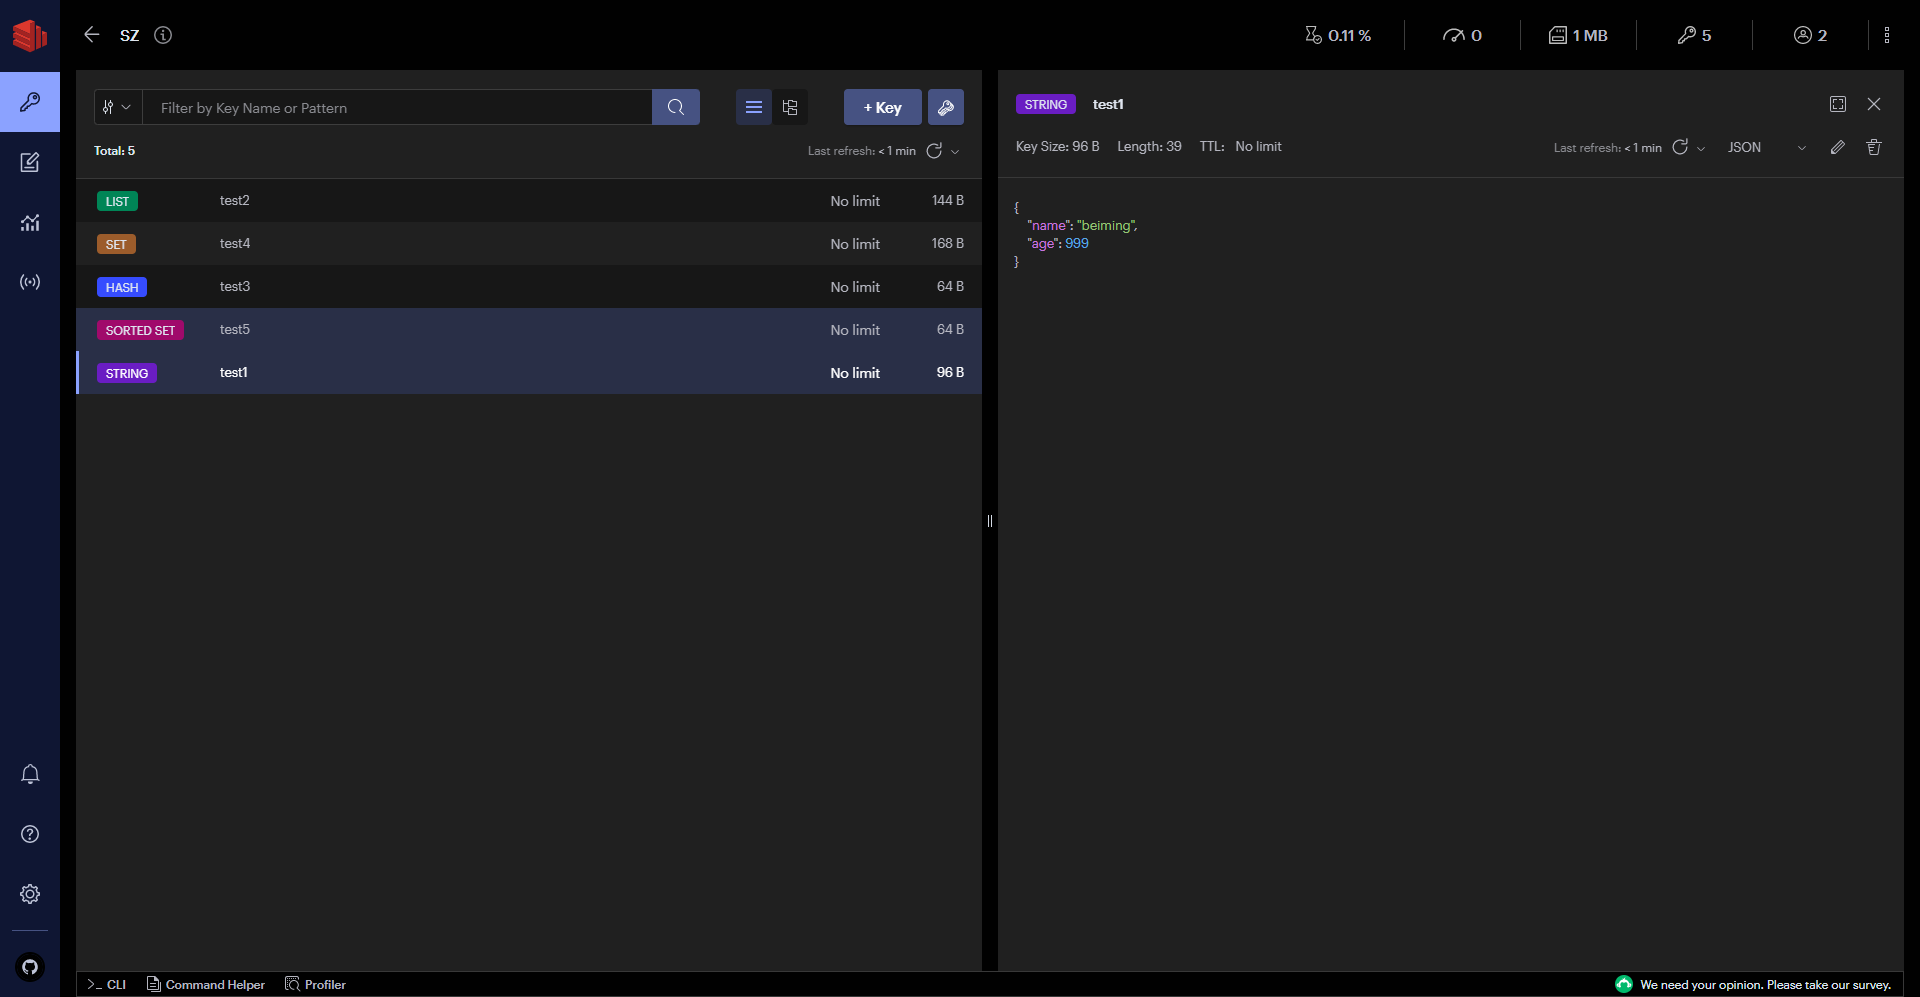 SZ
0.11 %
0
1 MB
5
2
Filter by Key Name or Pattern
+ Key
Total: 5
Last refresh: < 1 min
LIST test2 No limit 144 B
SET test4 No limit 168 B
HASH test3 No limit 64 B
SORTED SET test5 No limit 64 B
STRING test1 No limit 96 B
STRING test1
Key Size: 96 B Length: 39 TTL: No limit
Last refresh: < 1 min
JSON
{
"name": "beiming",
"age": 999
}
>_ CLI
Command Helper
Profiler
We need your opinion. Please take our survey.